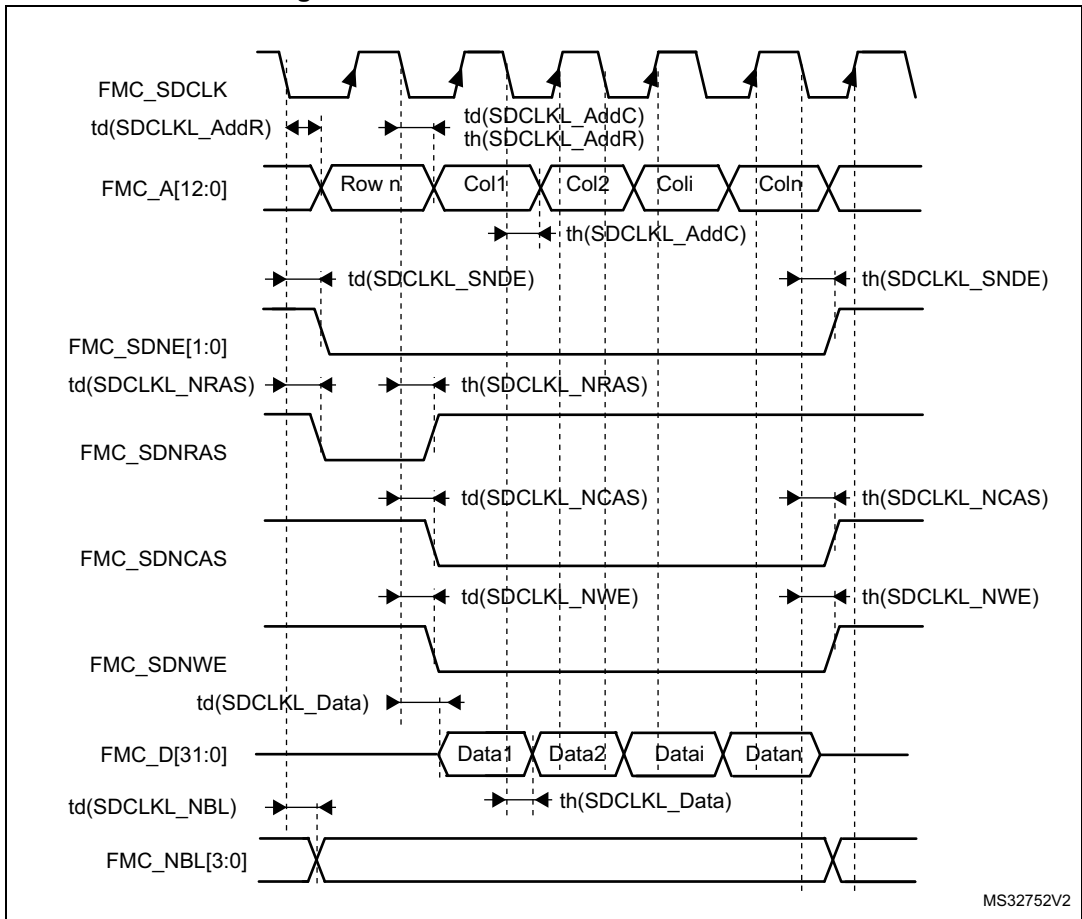 FMC_SDCLK
td(SDCLKL_AddR)
td(SDCLKL_AddC)
th(SDCLKL_AddR)
FMC_A[12:0]
Row n
Col1
Col2
Coli
Coln
th(SDCLKL_AddC)
td(SDCLKL_SNDE)
th(SDCLKL_SNDE)
FMC_SDNE[1:0]
td(SDCLKL_NRAS)
th(SDCLKL_NRAS)
FMC_SDNRAS
td(SDCLKL_NCAS)
th(SDCLKL_NCAS)
FMC_SDNCAS
td(SDCLKL_NWE)
th(SDCLKL_NWE)
FMC_SDNWE
td(SDCLKL_Data)
FMC_D[31:0]
Data1
Data2
Datai
Datan
th(SDCLKL_Data)
td(SDCLKL_NBL)
FMC_NBL[3:0]
MS32752V2